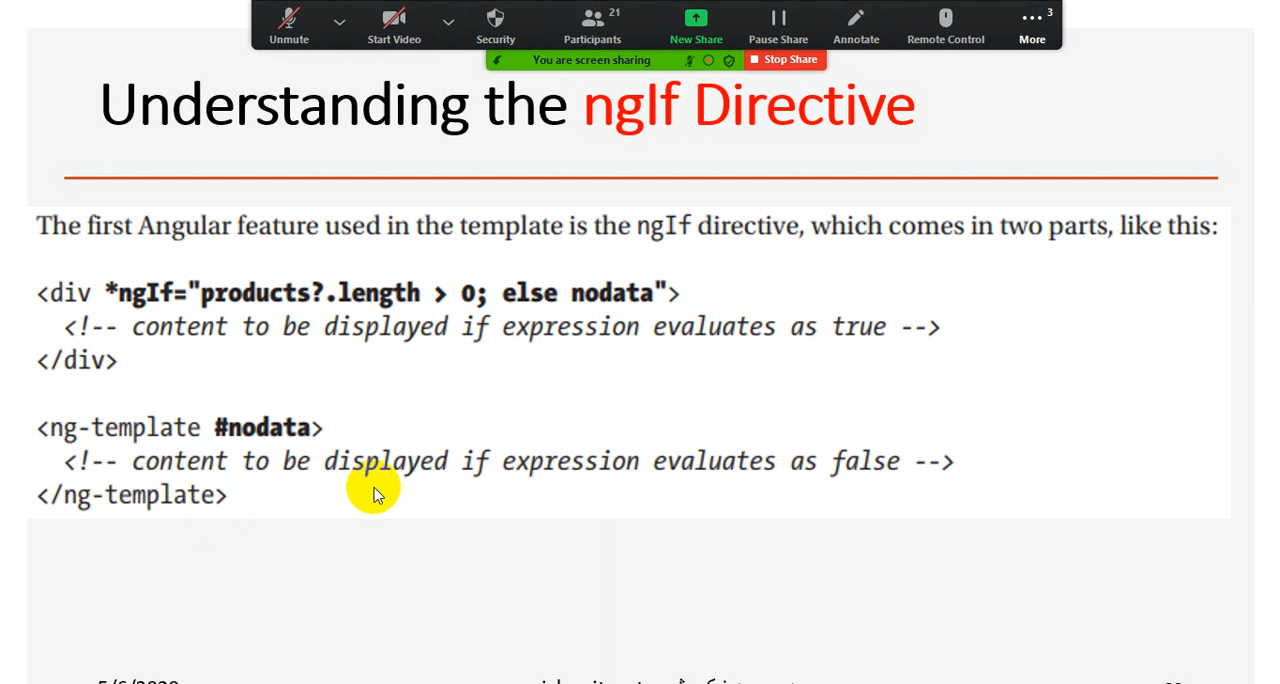 Unmute
Start Video
Security
Participants 21
New Share
Pause Share
Annotate
Remote Control
More 3
You are screen sharing
Stop Share
Understanding the ngIf Directive
The first Angular feature used in the template is the ngIf directive, which comes in two parts, like this:
<div *ngIf="products?.length > 0; else nodata">
<!-- content to be displayed if expression evaluates as true -->
</div>
<ng-template #nodata>
<!-- content to be displayed if expression evaluates as false -->
</ng-template>